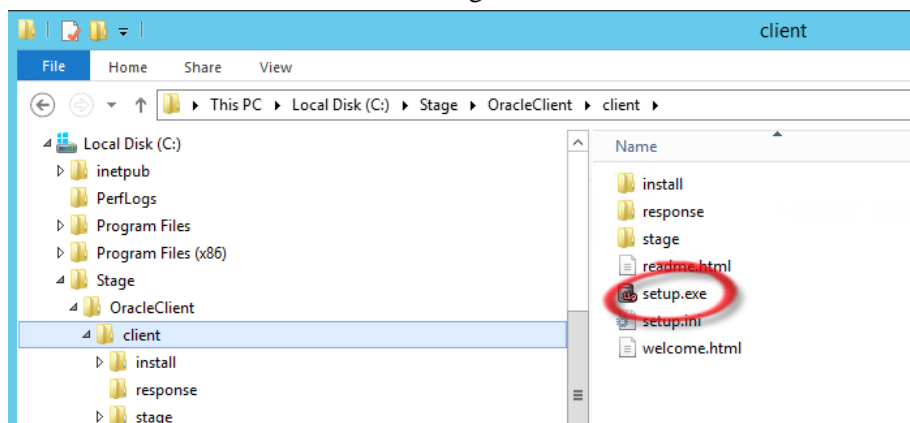 client
File Home Share View
This PC Local Disk (C:) Stage OracleClient client
Local Disk (C:)
inetpub
PerfLogs
Program Files
Program Files (x86)
Stage
OracleClient
client
install
response
stage
Name
install
response
stage
readme.html
setup.exe
setup.ini
welcome.html